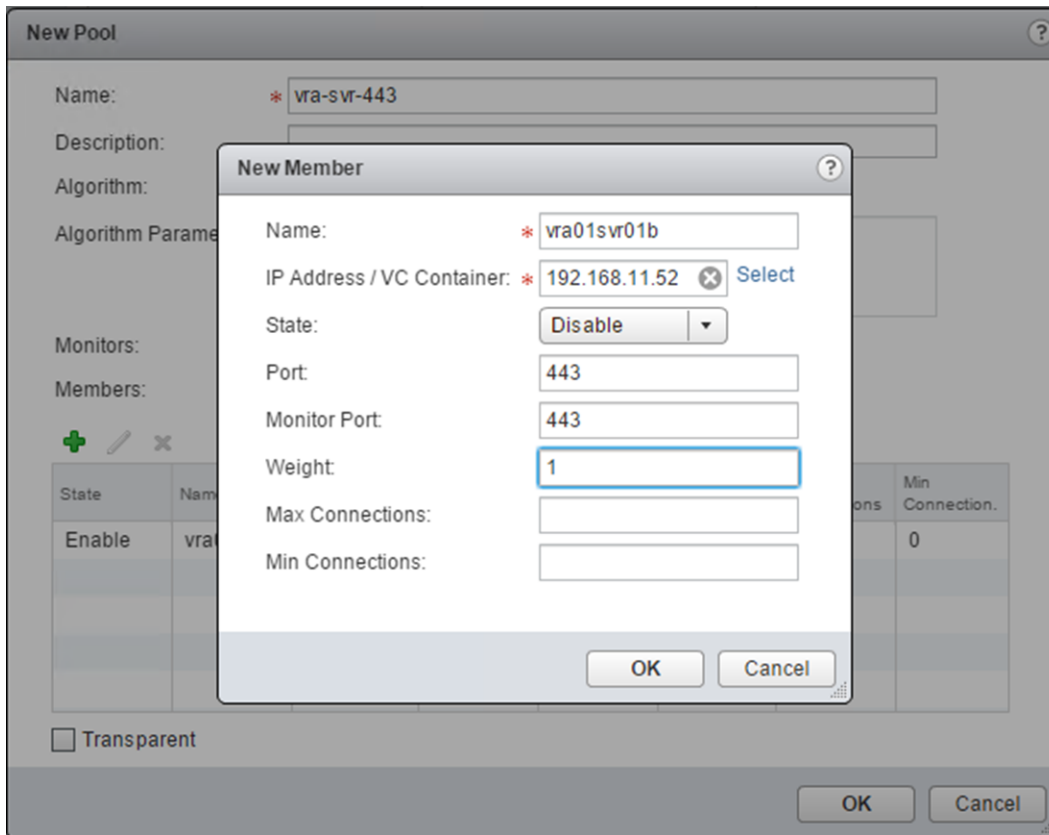 New Pool
?
Name: * vra-svr-443
Description:
New Member
?
Algorithm:
Algorithm Parame
Name: * vra01svr01b
IP Address / VC Container: * 192.168.11.52 Select
State: Disable
Port: 443
Monitors:
Members:
Monitor Port: 443
Weight: 1
Max Connections:
Min Connections:
State Nam ons Min Connection.
Enable vra0 0
OK Cancel
Transparent
OK Cancel